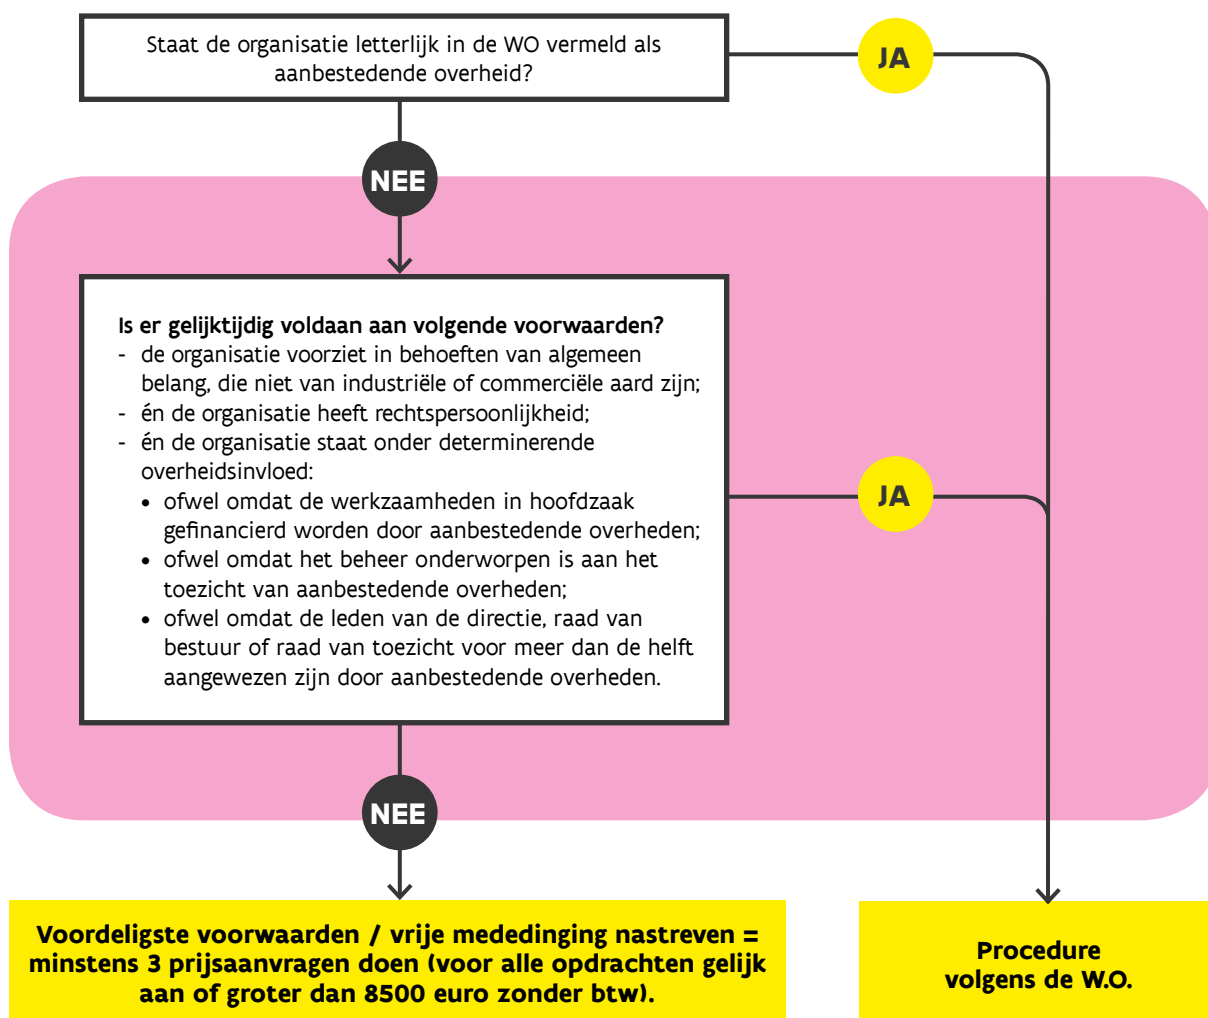 Staat de organisatie letterlijk in de WO vermeld als
aanbestedende overheid?
JA
NEE
Is er gelijktijdig voldaan aan volgende voorwaarden?
- de organisatie voorziet in behoeften van algemeen
belang, die niet van industriële of commerciële aard zijn;
- én de organisatie heeft rechtspersoonlijkheid;
- én de organisatie staat onder determinerende
overheidsinvloed:
• ofwel omdat de werkzaamheden in hoofdzaak
gefinancierd worden door aanbestedende overheden;
• ofwel omdat het beheer onderworpen is aan het
toezicht van aanbestedende overheden;
• ofwel omdat de leden van de directie, raad van
bestuur of raad van toezicht voor meer dan de helft
aangewezen zijn door aanbestedende overheden.
JA
NEE
Voordeligste voorwaarden / vrije mededinging nastreven =
minstens 3 prijsaanvragen doen (voor alle opdrachten gelijk
aan of groter dan 8500 euro zonder btw).
Procedure
volgens de W.O.